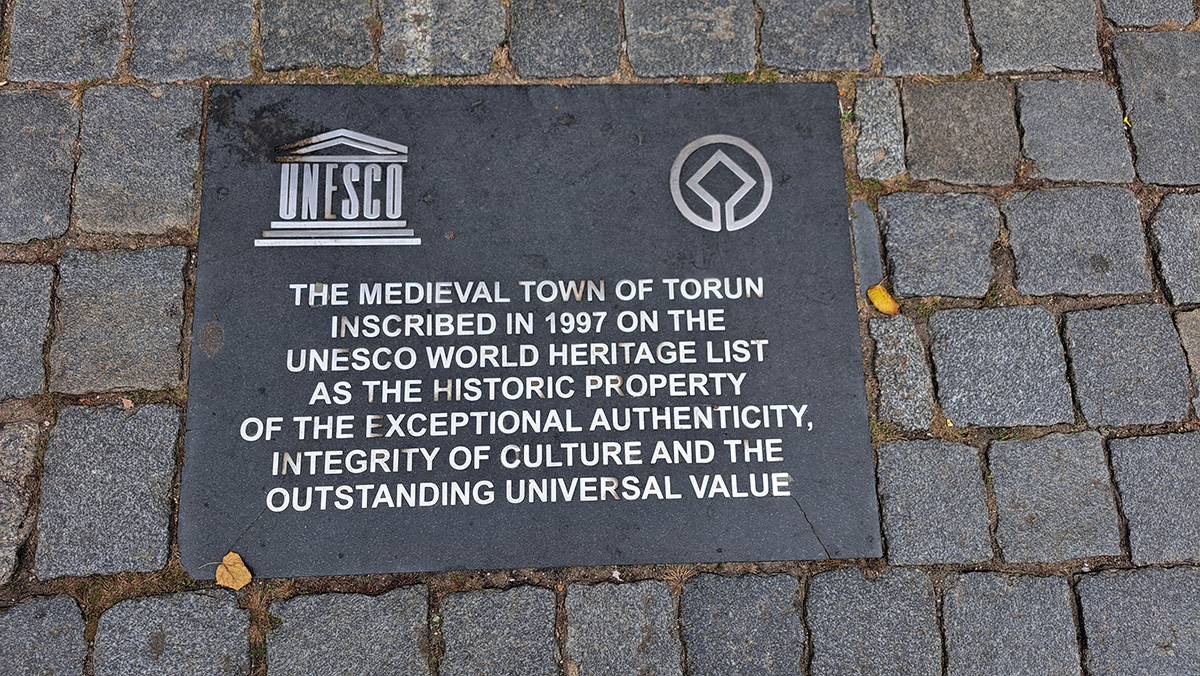 UNESCO
THE MEDIEVAL TOWN OF TORUN
INSCRIBED IN 1997 ON THE
UNESCO WORLD HERITAGE LIST
AS THE HISTORIC PROPERTY
OF THE EXCEPTIONAL AUTHENTICITY,
INTEGRITY OF CULTURE AND THE
OUTSTANDING UNIVERSAL VALUE